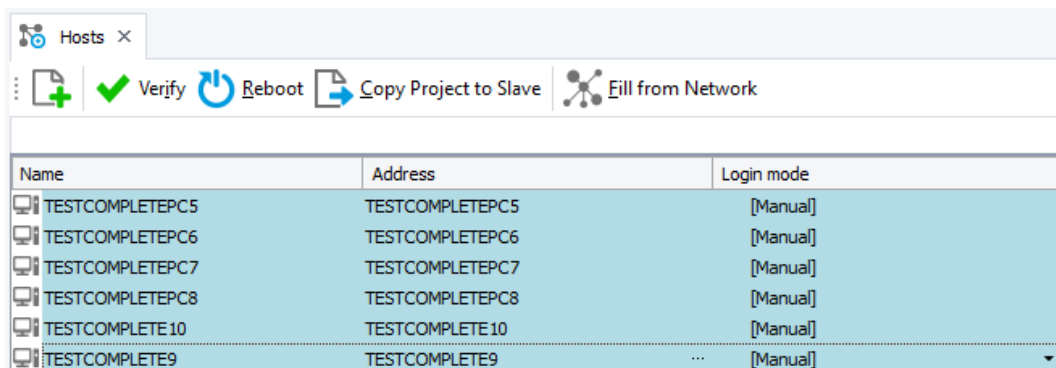 Hosts
Verify Reboot Copy Project to Slave Fill from Network
Name Address Login mode
TESTCOMPLETEPC5 TESTCOMPLETEPC5 [Manual]
TESTCOMPLETEPC6 TESTCOMPLETEPC6 [Manual]
TESTCOMPLETEPC7 TESTCOMPLETEPC7 [Manual]
TESTCOMPLETEPC8 TESTCOMPLETEPC8 [Manual]
TESTCOMPLETE10 TESTCOMPLETE10 [Manual]
TESTCOMPLETE9 TESTCOMPLETE9 ... [Manual]